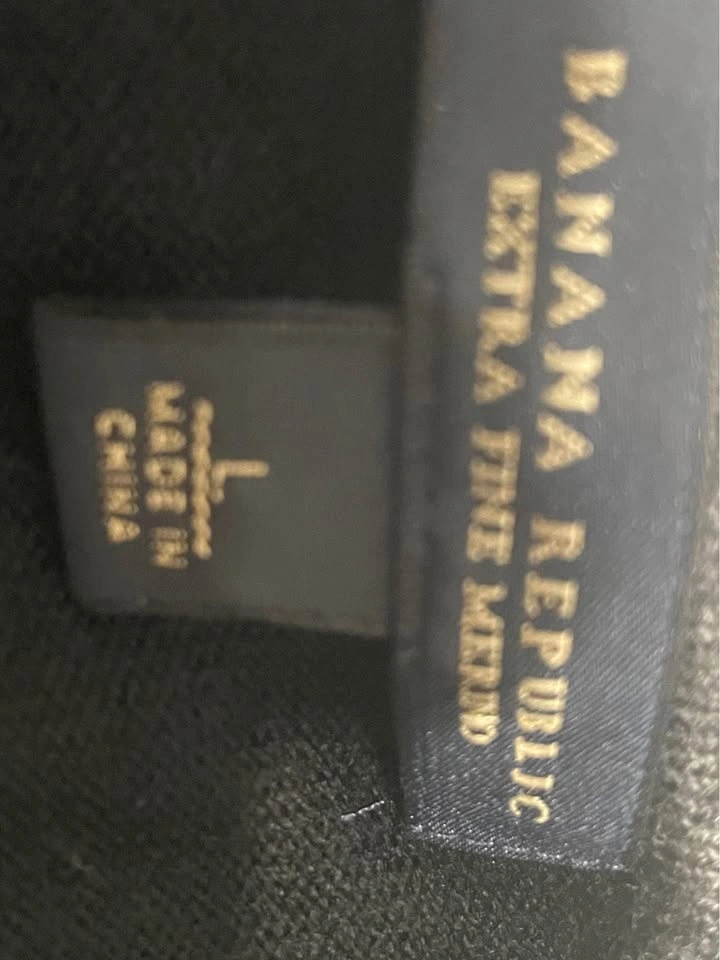 BANANA REPUBLIC
EXTRA FINE MERINO
L
MADE IN
CHINA